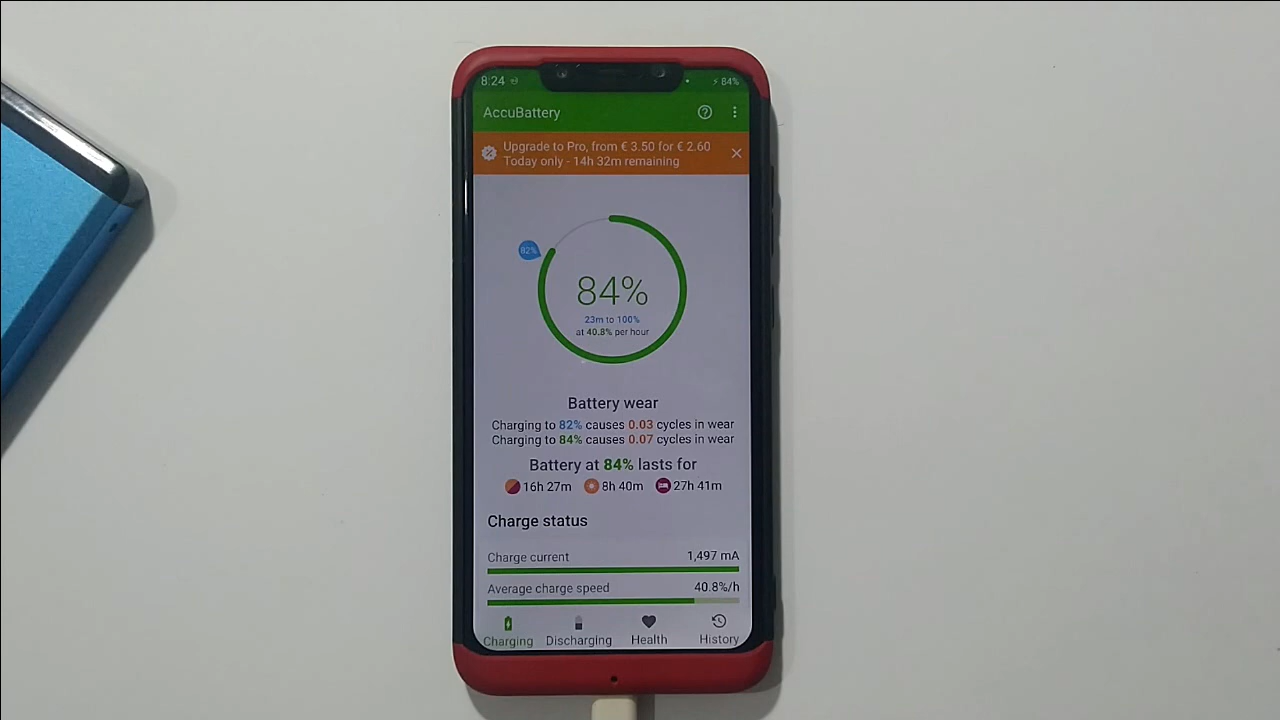 8:24
84%
AccuBattery
Upgrade to Pro, from € 3.50 for € 2.60
Today only - 14h 32m remaining
82%
84%
23m to 100%
at 40.8% per hour
Battery wear
Charging to 82% causes 0.03 cycles in wear
Charging to 84% causes 0.07 cycles in wear
Battery at 84% lasts for
16h 27m 8h 40m 27h 41m
Charge status
Charge current 1,497 mA
Average charge speed 40.8%/h
Charging Discharging Health History